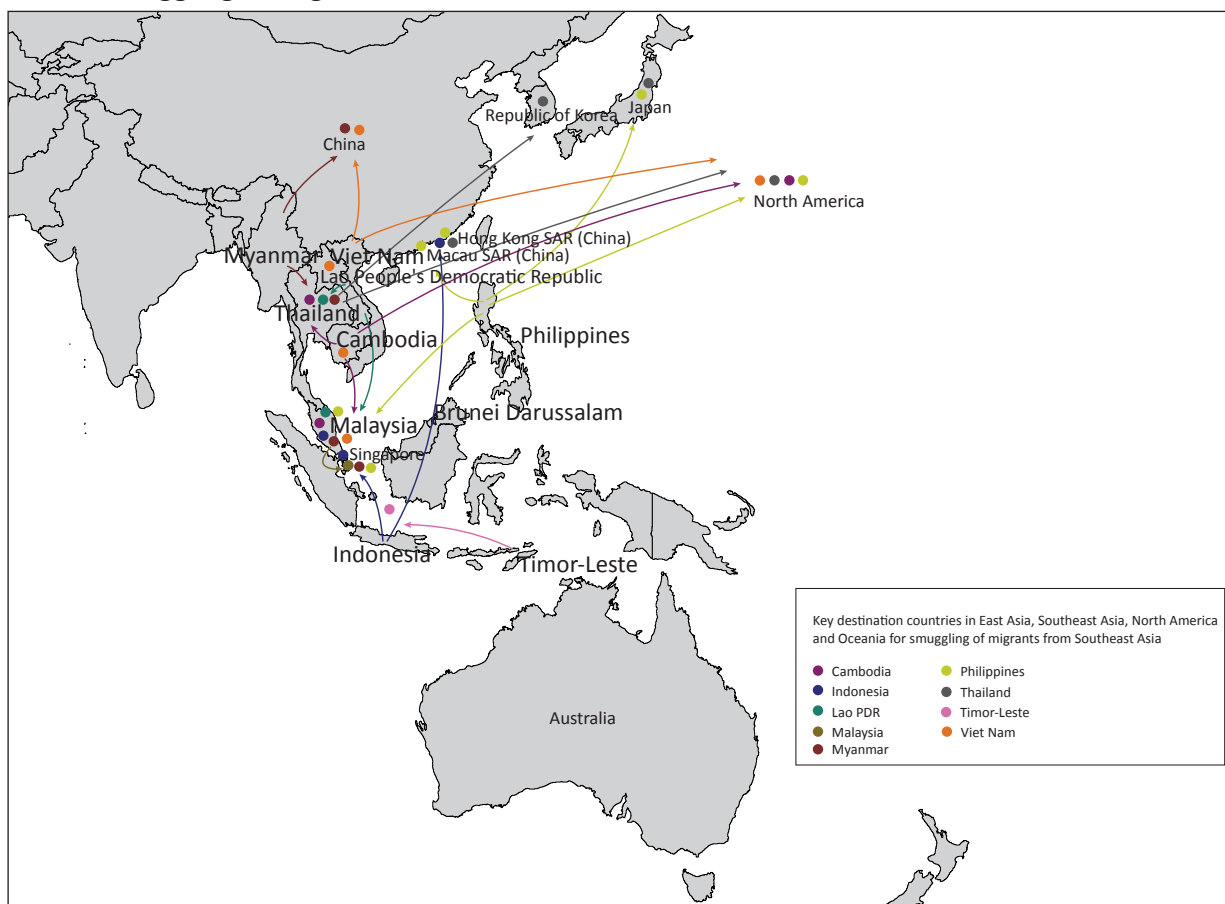 Republic of Korea
Japan
China
North America
Hong Kong SAR (China)
Myanmar
Viet Nam
Macau SAR (China)
Lao People's Democratic Republic
Thailand
Cambodia
Philippines
Brunei Darussalam
Malaysia
Singapore
Indonesia
Timor-Leste
Australia
Key destination countries in East Asia, Southeast Asia, North America
and Oceania for smuggling of migrants from Southeast Asia
Cambodia
Indonesia
Lao PDR
Malaysia
Myanmar
Philippines
Thailand
Timor-Leste
Viet Nam